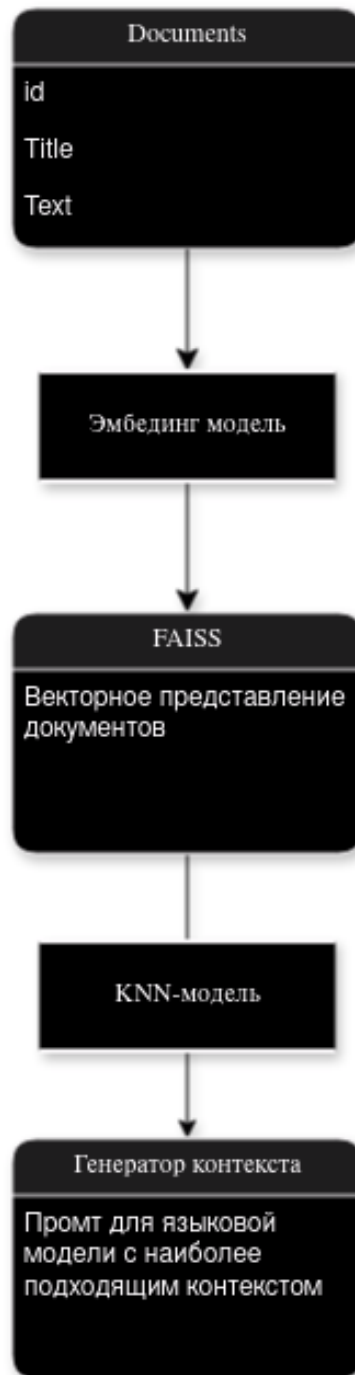 Documents
id
Title
Text
Эмбединг модель
FAISS
Векторное представление
документов
KNN-модель
Генератор контекста
Промт для языковой
модели с наиболее
подходящим контекстом